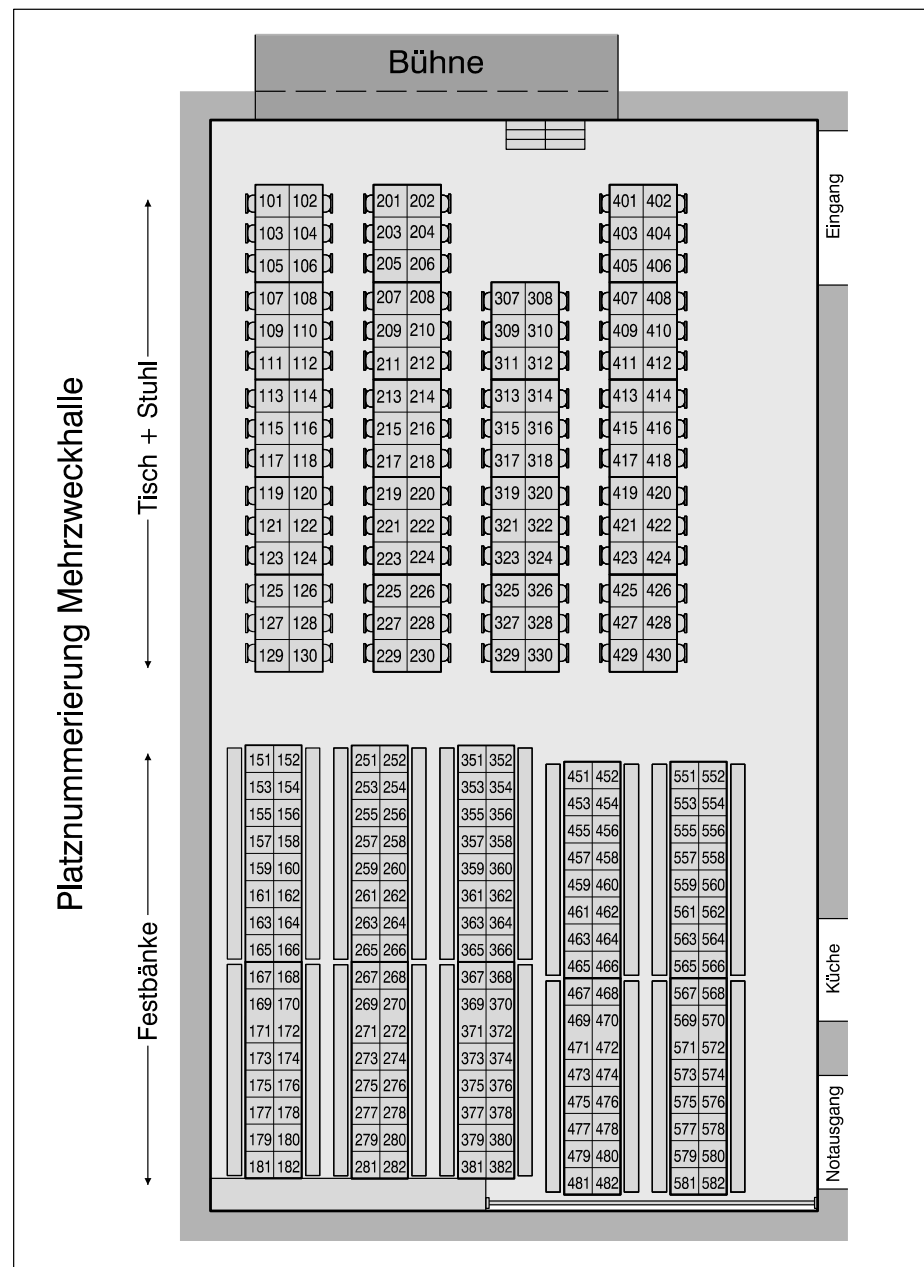 Bühne
Eingang
Platznummerierung Mehrzweckhalle
Tisch + Stuhl
101 102 201 202 401 402
103 104 203 204 403 404
105 106 205 206 405 406
107 108 207 208 307 308 407 408
109 110 209 210 309 310 409 410
111 112 211 212 311 312 411 412
113 114 213 214 313 314 413 414
115 116 215 216 315 316 415 416
117 118 217 218 317 318 417 418
119 120 219 220 319 320 419 420
121 122 221 222 321 322 421 422
123 124 223 224 323 324 423 424
125 126 225 226 325 326 425 426
127 128 227 228 327 328 427 428
129 130 229 230 329 330 429 430
Festbänke
151 152 251 252 351 352 451 452 551 552
153 154 253 254 353 354 453 454 553 554
155 156 255 256 355 356 455 456 555 556
157 158 257 258 357 358 457 458 557 558
159 160 259 260 359 360 459 460 559 560
161 162 261 262 361 362 461 462 561 562
163 164 263 264 363 364 463 464 563 564
165 166 265 266 365 366 465 466 565 566
167 168 267 268 367 368 467 468 567 568
169 170 269 270 369 370 469 470 569 570
171 172 271 272 371 372 471 472 571 572
173 174 273 274 373 374 473 474 573 574
175 176 275 276 375 376 475 476 575 576
177 178 277 278 377 378 477 478 577 578
179 180 279 280 379 380 479 480 579 580
181 182 281 282 381 382 481 482 581 582
Küche
Notausgang